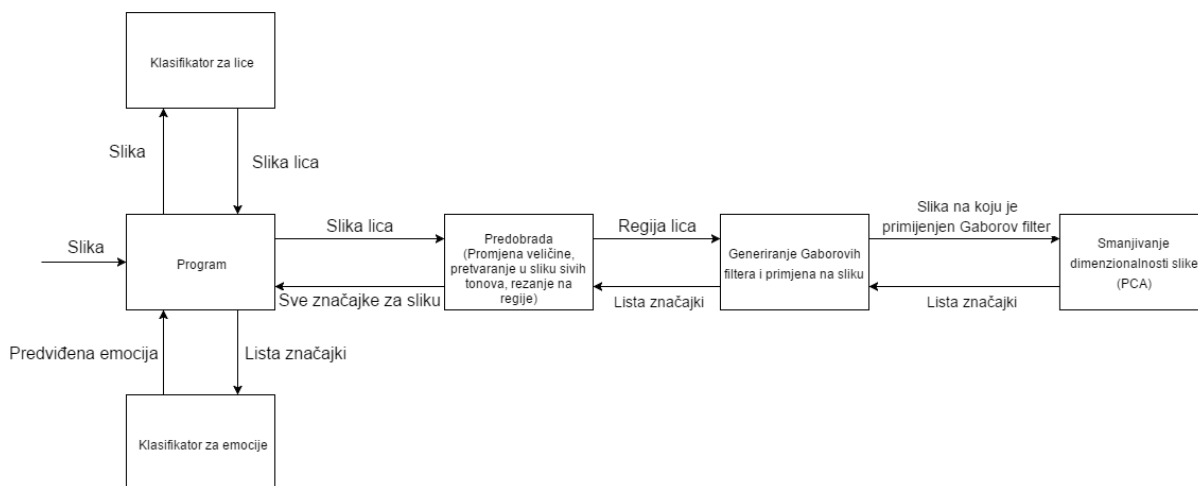 Klasifikator za lice
Slika
Slika lica
Slika
Program
Slika lica
Sve značajke za sliku
Predobrada
(Promjena veličine,
pretvaranje u sliku sivih
tonova, rezanje na
regije)
Regija lica
Lista značajki
Generiranje Gaborovih
filtera i primjena na sliku
Slika na koju je
primijenjen Gaborov filter
Lista značajki
Smanjivanje
dimenzionalnosti slike
(PCA)
Predviđena emocija
Lista značajki
Klasifikator za emocije